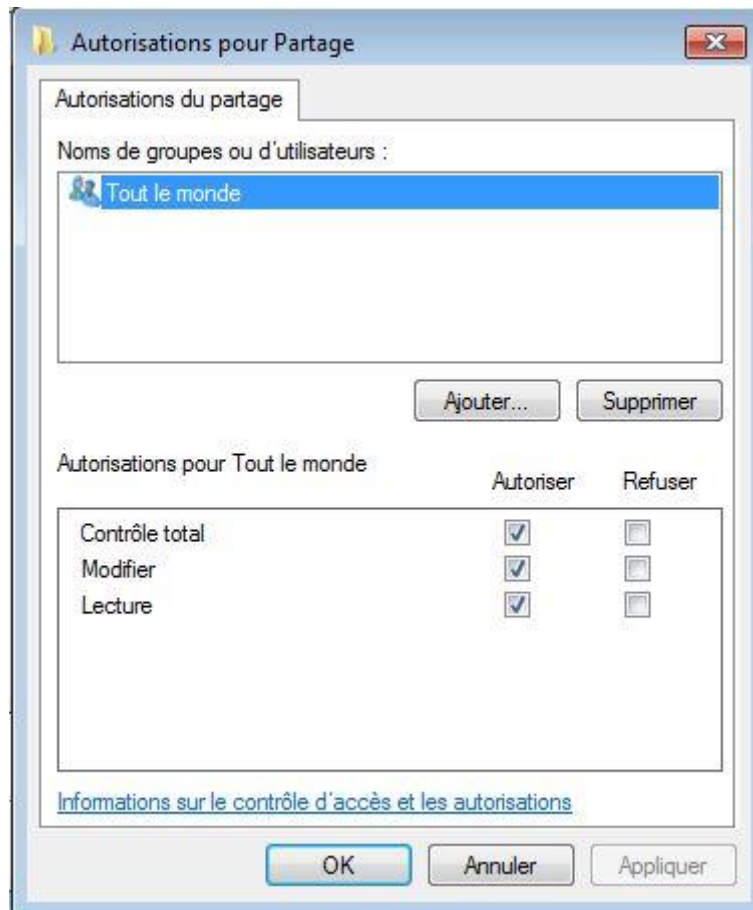 Autorisations pour Partage
Autorisations du partage
Noms de groupes ou d'utilisateurs :
Tout le monde
Ajouter... Supprimer
Autorisations pour Tout le monde Autoriser Refuser
Contrôle total
Modifier
Lecture
Informations sur le contrôle d'accès et les autorisations
OK Annuler Appliquer